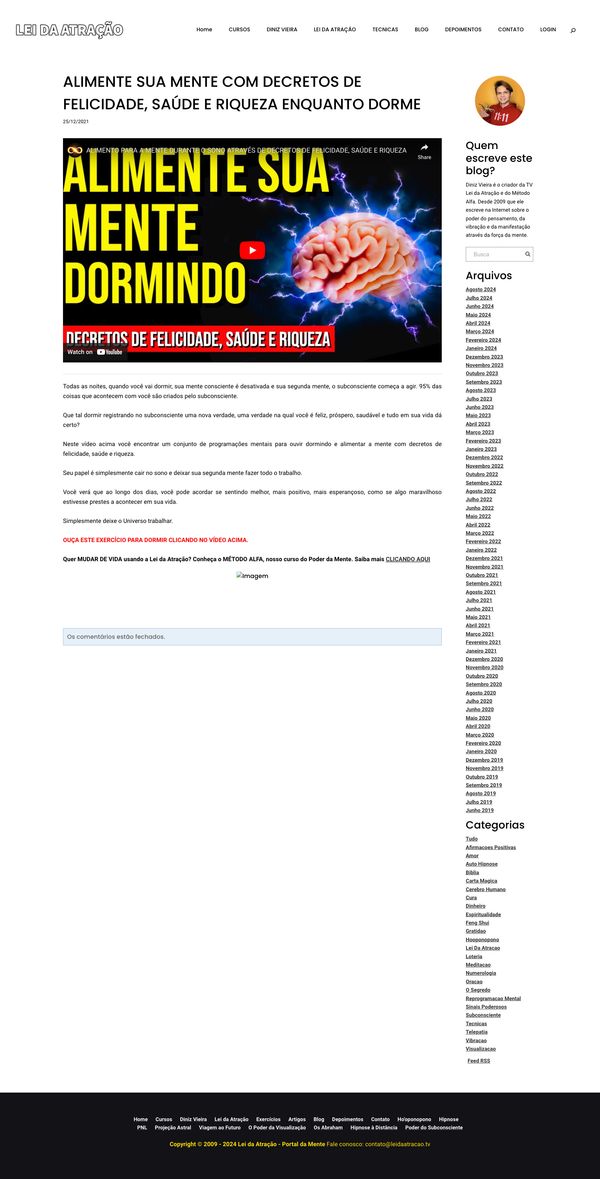 LEI DA ATRAÇÃO
Home CURSOS DINIZ VIEIRA LEI DA ATRAÇÃO TECNICAS BLOG DEPOIMENTOS CONTATO LOGIN
ALIMENTE SUA MENTE COM DECRETOS DE
FELICIDADE, SAÚDE E RIQUEZA ENQUANTO DORME
25/12/2021
ALIMENTO PARA A MENTE DURANTE O SONO ATRAVÉS DE DECRETOS DE FELICIDADE, SAÚDE E RIQUEZA
Share
ALIMENTE SUA
MENTE
DORMINDO
DECRETOS DE FELICIDADE, SAÚDE E RIQUEZA
Watch on YouTube
Todas as noites, quando você vai dormir, sua mente consciente é desativada e sua segunda mente, o subconsciente começa a agir. 95% das
coisas que acontecem com você são criados pelo subconsciente.
Que tal dormir registrando no subconsciente uma nova verdade, uma verdade na qual você é feliz, próspero, saudável e tudo em sua vida dá
certo?
Neste vídeo acima você encontrar um conjunto de programações mentais para ouvir dormindo e alimentar a mente com decretos de
felicidade, saúde e riqueza.
Seu papel é simplesmente cair no sono e deixar sua segunda mente fazer todo o trabalho.
Você verá que ao longo dos dias, você pode acordar se sentindo melhor, mais positivo, mais esperançoso, como se algo maravilhoso
estivesse prestes a acontecer em sua vida.
Simplesmente deixe o Universo trabalhar.
OUÇA ESTE EXERCÍCIO PARA DORMIR CLICANDO NO VÍDEO ACIMA.
Quer MUDAR DE VIDA usando a Lei da Atração? Conheça o MÉTODO ALFA, nosso curso do Poder da Mente. Saiba mais CLICANDO AQUI
Imagem
Os comentários estão fechados.
11:11
Quem
escreve este
blog?
Diniz Vieira é o criador da TV
Lei da Atração e do Método
Alfa. Desde 2009 que ele
escreve na Internet sobre o
poder do pensamento, da
vibração e da manifestação
através da força da mente.
Busca
Arquivos
Agosto 2024
Julho 2024
Junho 2024
Maio 2024
Abril 2024
Março 2024
Fevereiro 2024
Janeiro 2024
Dezembro 2023
Novembro 2023
Outubro 2023
Setembro 2023
Agosto 2023
Julho 2023
Junho 2023
Maio 2023
Abril 2023
Março 2023
Fevereiro 2023
Janeiro 2023
Dezembro 2022
Novembro 2022
Outubro 2022
Setembro 2022
Agosto 2022
Julho 2022
Junho 2022
Maio 2022
Abril 2022
Março 2022
Fevereiro 2022
Janeiro 2022
Dezembro 2021
Novembro 2021
Outubro 2021
Setembro 2021
Agosto 2021
Julho 2021
Junho 2021
Maio 2021
Abril 2021
Março 2021
Fevereiro 2021
Janeiro 2021
Dezembro 2020
Novembro 2020
Outubro 2020
Setembro 2020
Agosto 2020
Julho 2020
Junho 2020
Maio 2020
Abril 2020
Março 2020
Fevereiro 2020
Janeiro 2020
Dezembro 2019
Novembro 2019
Outubro 2019
Setembro 2019
Agosto 2019
Julho 2019
Junho 2019
Categorias
Tudo
Afirmacoes Positivas
Amor
Auto Hipnose
Bíblia
Carta Magica
Cerebro Humano
Cura
Dinheiro
Espiritualidade
Feng Shui
Gratidao
Hooponopono
Lei Da Atracao
Loteria
Meditacao
Numerologia
Oracao
O Segredo
Reprogramacao Mental
Sinais Poderosos
Subconsciente
Tecnicas
Telepatia
Vibracao
Visualizacao
Feed RSS
Home Cursos Diniz Vieira Lei da Atração Exercícios Artigos Blog Depoimentos Contato Ho'oponopono Hipnose
PNL Projeção Astral Viagem ao Futuro O Poder da Visualização Os Abraham Hipnose à Distância Poder do Subconsciente
Copyright © 2009 - 2024 Lei da Atração - Portal da Mente Fale conosco: contato@leidaatracao.tv